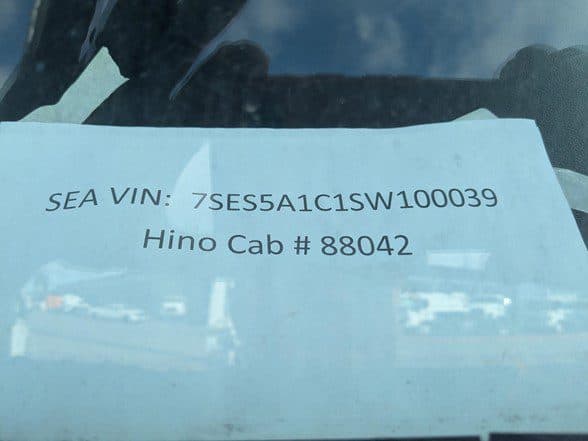 SEA VIN: 7SES5A1C1SW100039
Hino Cab # 88042